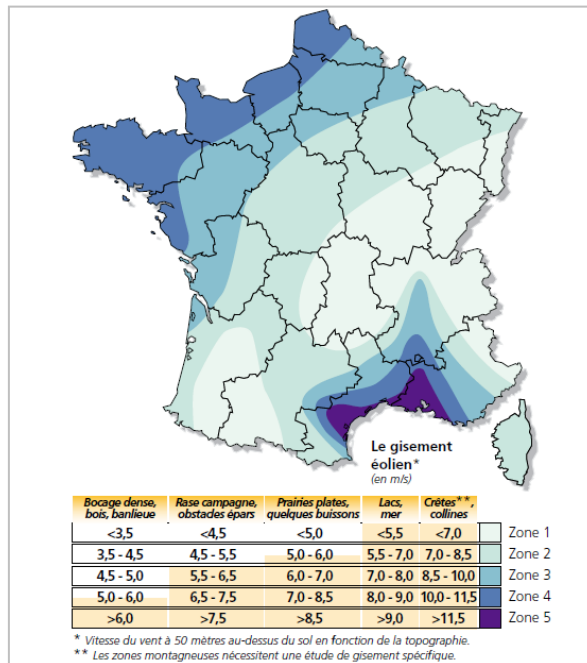 Le gisement
éolien*
(en m/s)
Bocage dense, Rase campagne, Prairies plates, Lacs, Crêtes**,
bois, banlieue obstacles épars quelques buissons mer collines
<3,5 <4,5 <5,0 <5,5 <7,0 Zone 1
3,5 - 4,5 4,5 - 5,5 5,0 - 6,0 5,5 - 7,0 7,0 - 8,5 Zone 2
4,5 - 5,0 5,5 - 6,5 6,0 - 7,0 7,0 - 8,0 8,5 - 10,0 Zone 3
5,0 - 6,0 6,5 - 7,5 7,0 - 8,5 8,0 - 9,0 10,0 - 11,5 Zone 4
>6,0 >7,5 >8,5 >9,0 >11,5 Zone 5
* Vitesse du vent à 50 mètres au-dessus du sol en fonction de la topographie.
** Les zones montagneuses nécessitent une étude de gisement spécifique.